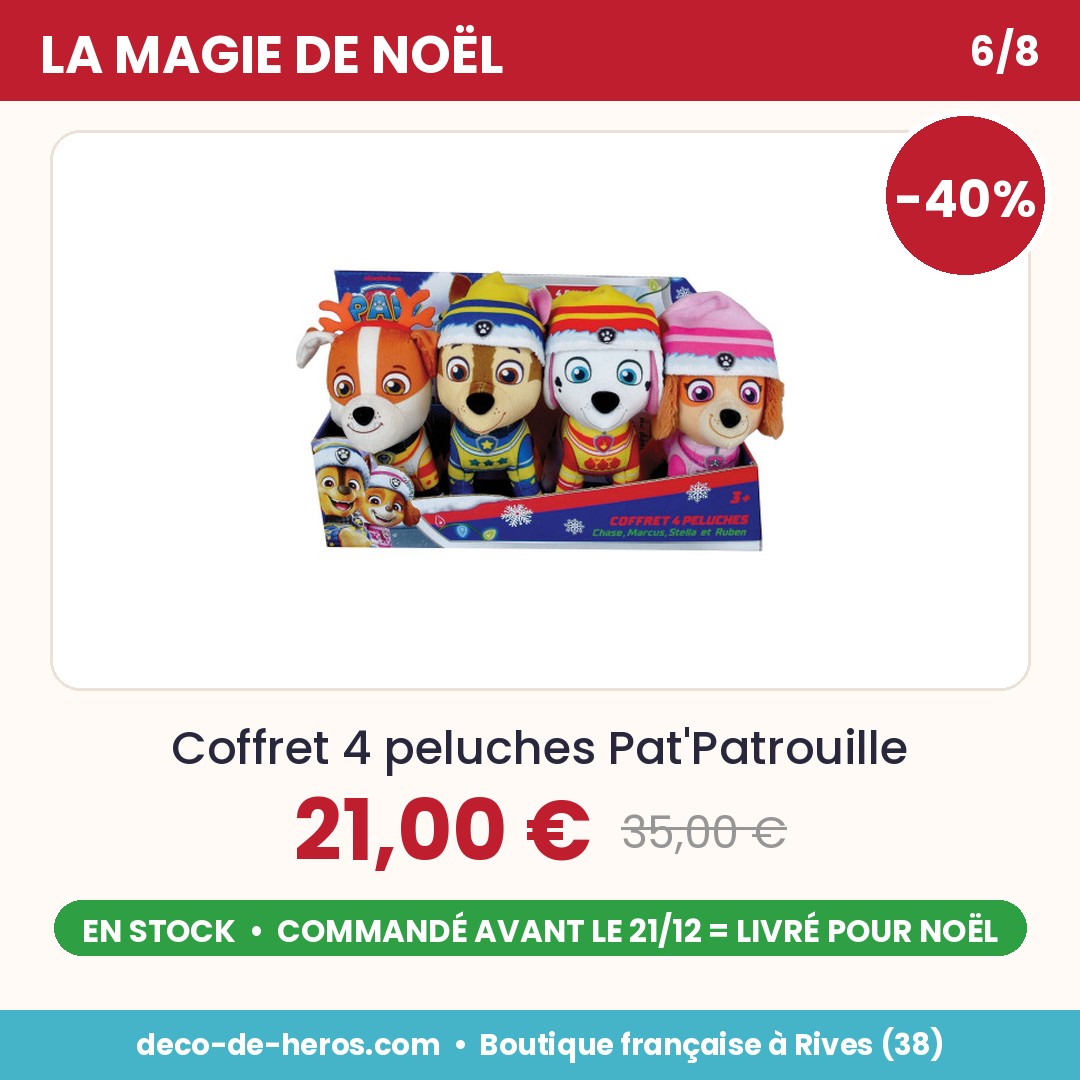 LA MAGIE DE NOËL
6/8
-40%
nickelodeon
PAW
3+
COFFRET 4 PELUCHES
Chase, Marcus, Stella et Ruben
Coffret 4 peluches Pat'Patrouille
21,00 € 35,00 €
EN STOCK • COMMANDÉ AVANT LE 21/12 = LIVRÉ POUR NOËL
deco-de-heros.com • Boutique française à Rives (38)